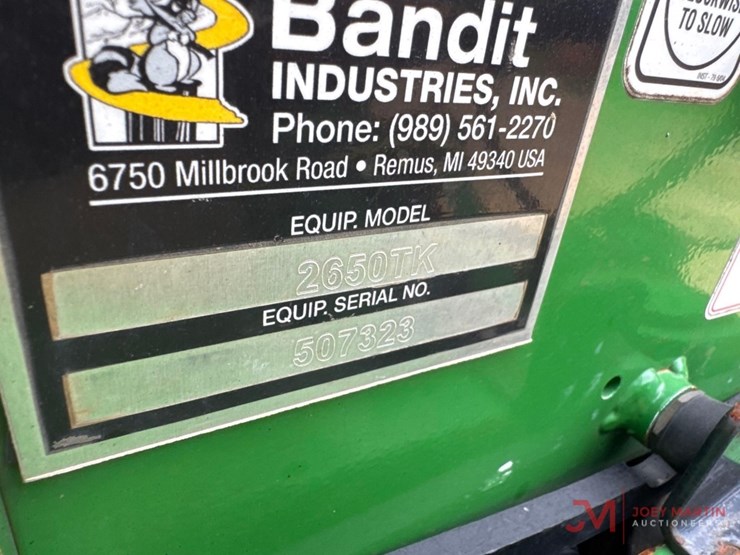 Bandit
INDUSTRIES, INC.
Phone: (989) 561-2270
6750 Millbrook Road • Remus, MI 49340 USA
EQUIP. MODEL
2650TK
EQUIP. SERIAL NO.
507323
TO SLOW
JOEY MARTIN
AUCTIONEERS